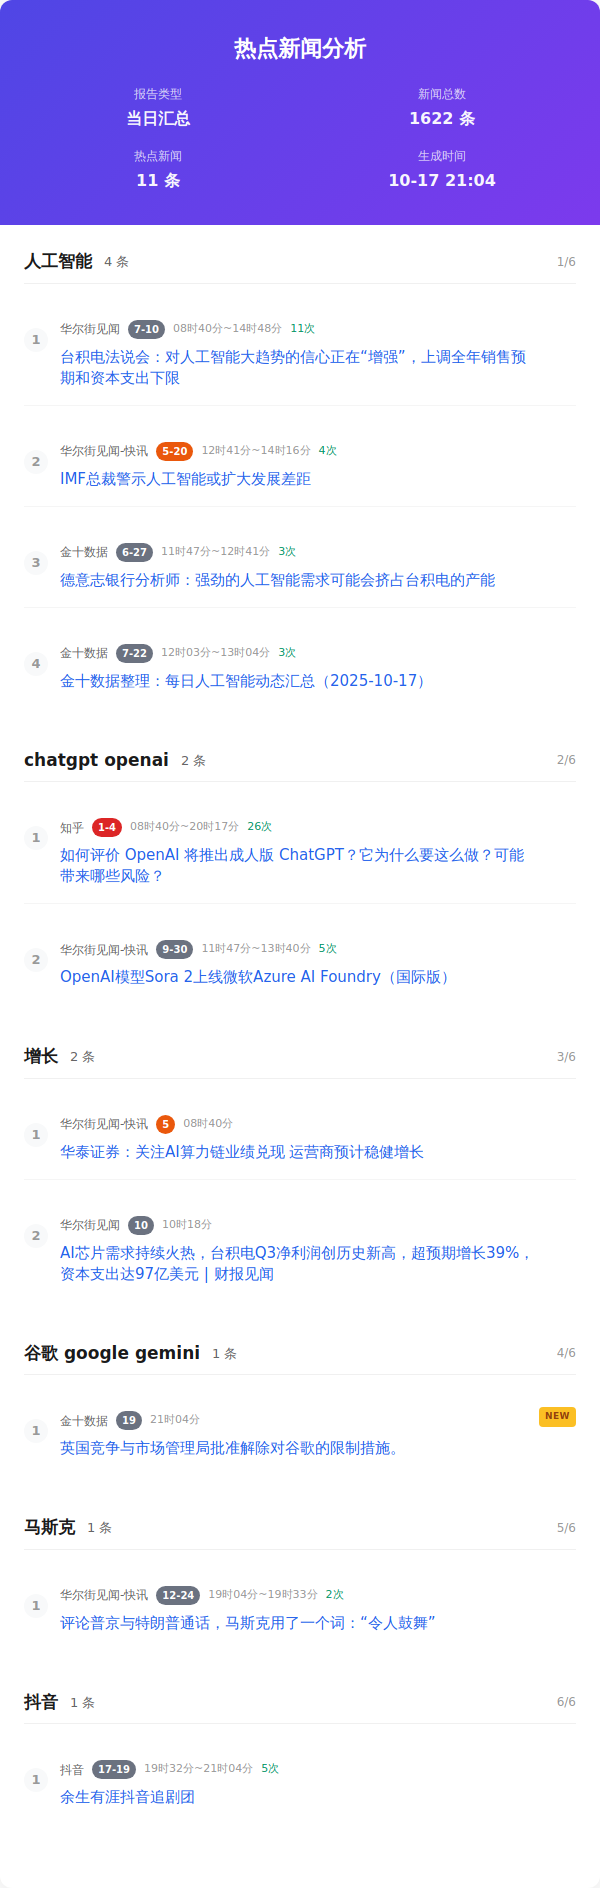 热点新闻分析
报告类型
新闻总数
当日汇总
1622 条
热点新闻
生成时间
11 条
10-17 21:04
人工智能 4 条 1/6
1
华尔街见闻 7-10 08时40分~14时48分 11次
台积电法说会：对人工智能大趋势的信心正在“增强”，上调全年销售预
期和资本支出下限
2
华尔街见闻-快讯 5-20 12时41分~14时16分 4次
IMF总裁警示人工智能或扩大发展差距
3
金十数据 6-27 11时47分~12时41分 3次
德意志银行分析师：强劲的人工智能需求可能会挤占台积电的产能
4
金十数据 7-22 12时03分~13时04分 3次
金十数据整理：每日人工智能动态汇总（2025-10-17）
chatgpt openai 2 条 2/6
1
知乎 1-4 08时40分~20时17分 26次
如何评价 OpenAI 将推出成人版 ChatGPT？它为什么要这么做？可能
带来哪些风险？
2
华尔街见闻-快讯 9-30 11时47分~13时40分 5次
OpenAI模型Sora 2上线微软Azure AI Foundry（国际版）
增长 2 条 3/6
1
华尔街见闻-快讯 5 08时40分
华泰证券：关注AI算力链业绩兑现 运营商预计稳健增长
2
华尔街见闻 10 10时18分
AI芯片需求持续火热，台积电Q3净利润创历史新高，超预期增长39%，
资本支出达97亿美元 | 财报见闻
谷歌 google gemini 1 条 4/6
1
金十数据 19 21时04分 NEW
英国竞争与市场管理局批准解除对谷歌的限制措施。
马斯克 1 条 5/6
1
华尔街见闻-快讯 12-24 19时04分~19时33分 2次
评论普京与特朗普通话，马斯克用了一个词：“令人鼓舞”
抖音 1 条 6/6
1
抖音 17-19 19时32分~21时04分 5次
余生有涯抖音追剧团